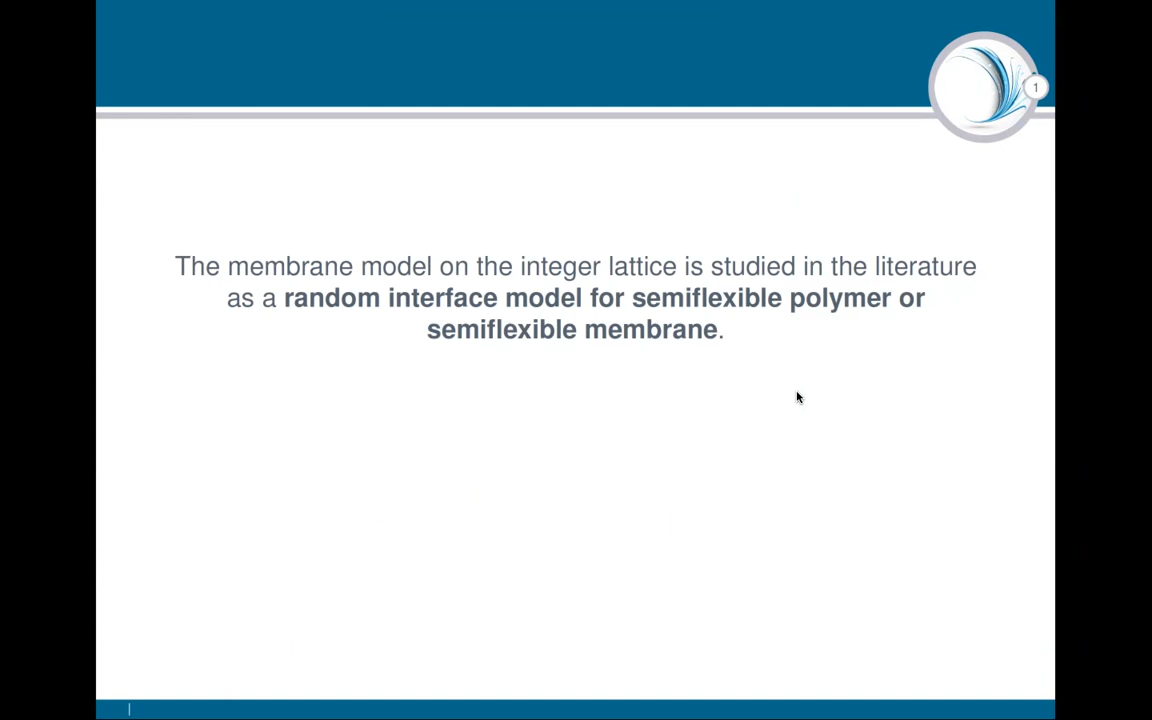 1
The membrane model on the integer lattice is studied in the literature
as a random interface model for semiflexible polymer or
semiflexible membrane.
|